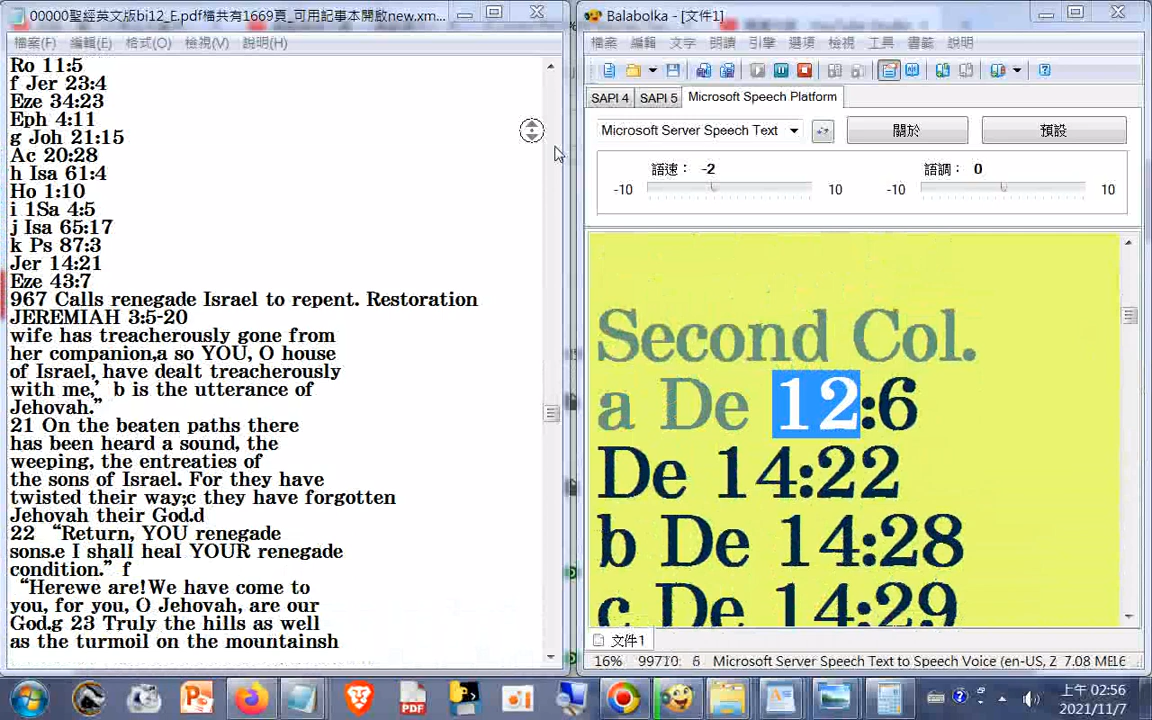 00000聖經英文版bi12_E.pdf檔共有1669頁_可用記事本開啟new.xm...
檔案(F) 編輯(E) 格式(O) 檢視(V) 說明(H)
Ro 11:5
f Jer 23:4
Eze 34:23
Eph 4:11
g Joh 21:15
Ac 20:28
h Isa 61:4
Ho 1:10
i 1Sa 4:5
j Isa 65:17
k Ps 87:3
Jer 14:21
Eze 43:7
967 Calls renegade Israel to repent. Restoration
JEREMIAH 3:5-20
wife has treacherously gone from
her companion,a so YOU, O house
of Israel, have dealt treacherously
with me,’ b is the utterance of
Jehovah.”
21 On the beaten paths there
has been heard a sound, the
weeping, the entreaties of
the sons of Israel. For they have
twisted their way;c they have forgotten
Jehovah their God.d
22 “Return, YOU renegade
sons.e I shall heal YOUR renegade
condition.” f
“Herewe are!We have come to
you, for you, O Jehovah, are our
God.g 23 Truly the hills as well
as the turmoil on the mountainsh
Balabolka - [文件1]
檔案 編輯 文字 朗讀 引擎 選項 檢視 工具 書籤 說明
SAPI 4 SAPI 5 Microsoft Speech Platform
Microsoft Server Speech Text 關於 預設
語速： -2 語調： 0
-10 10 -10 10
Second Col.
a De 12:6
De 14:22
b De 14:28
c De 14:29
文件1
16% 99710: 6 Microsoft Server Speech Text to Speech Voice (en-US, Z 7.08 ME
上午 02:56
2021/11/7